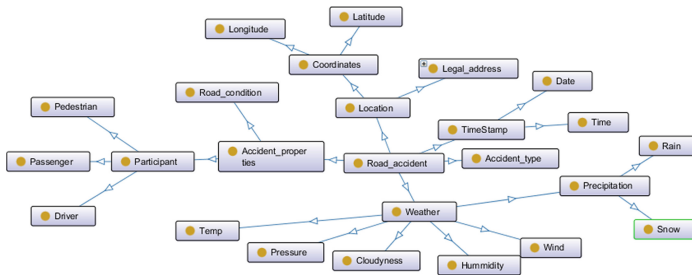 Latitude
Longitude
Coordinates
Legal_address
Date
Road_condition
Pedestrian
Location
TimeStamp
Time
Rain
Passenger
Participant
Accident_proper
ties
Road_accident
Accident_type
Precipitation
Driver
Weather
Snow
Temp
Pressure
Cloudyness
Hummidity
Wind